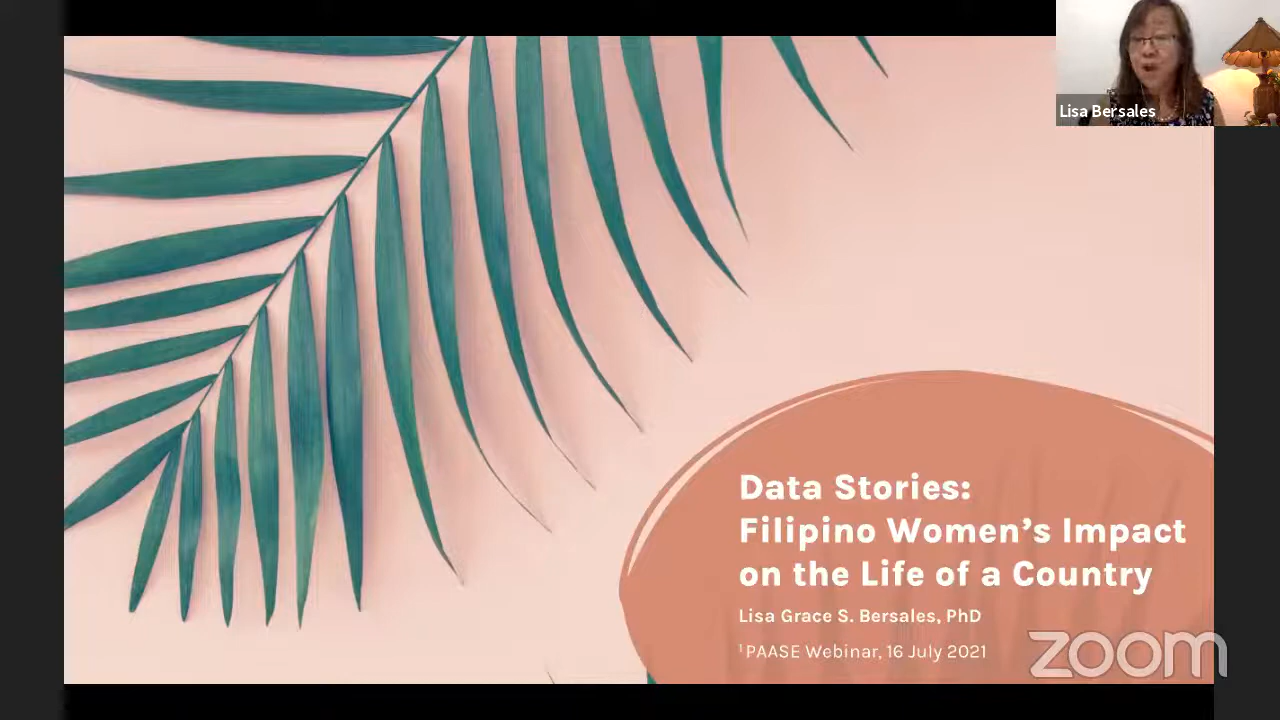 Lisa Bersales
Data Stories:
Filipino Women's Impact
on the Life of a Country
Lisa Grace S. Bersales, PhD
¹PAASE Webinar, 16 July 2021
zoom